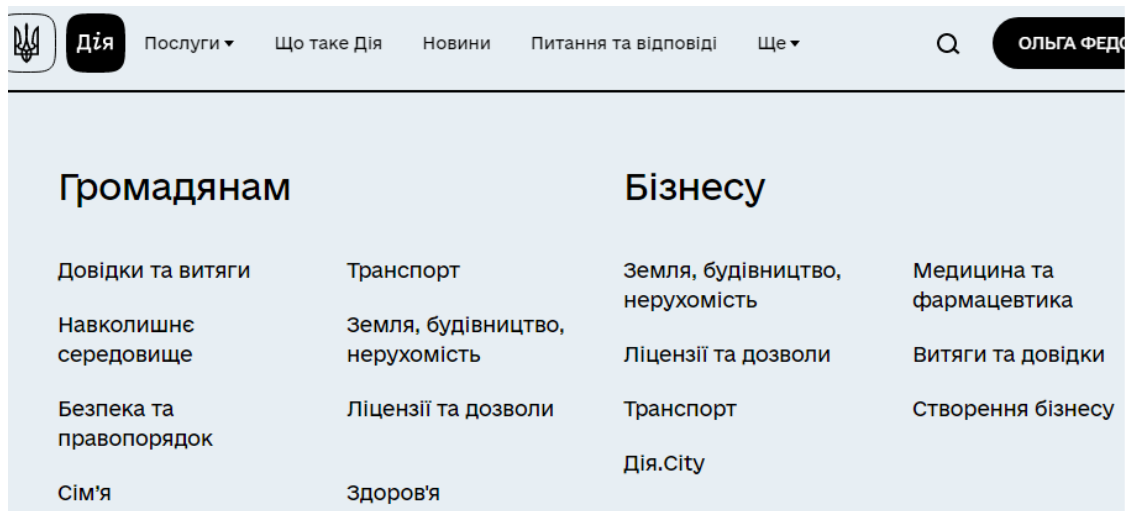 Дія
Послуги ▾
Що таке Дія
Новини
Питання та відповіді
Ще ▾
ОЛЬГА
Громадянам
Довідки та витяги
Навколишнє
середовище
Безпека та
правопорядок
Сім'я
Транспорт
Земля, будівництво,
нерухомість
Ліцензії та дозволи
Здоров'я
Бізнесу
Земля, будівництво,
нерухомість
Ліцензії та дозволи
Транспорт
Дія.City
Медицина та
фармацевтика
Витяги та довідки
Створення бізнесу